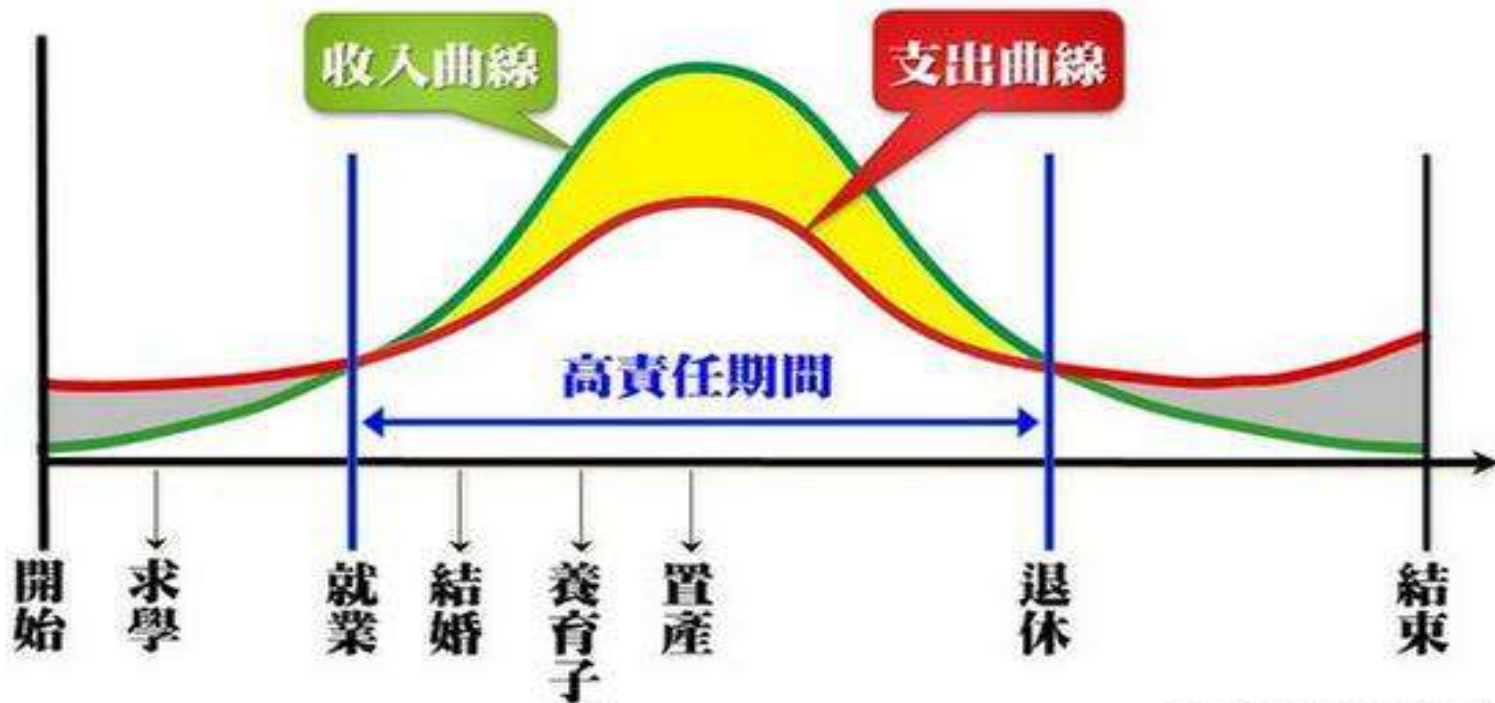 收入曲線
支出曲線
高責任期間
開始
求學
就業
結婚
養育子
置產
退休
結束